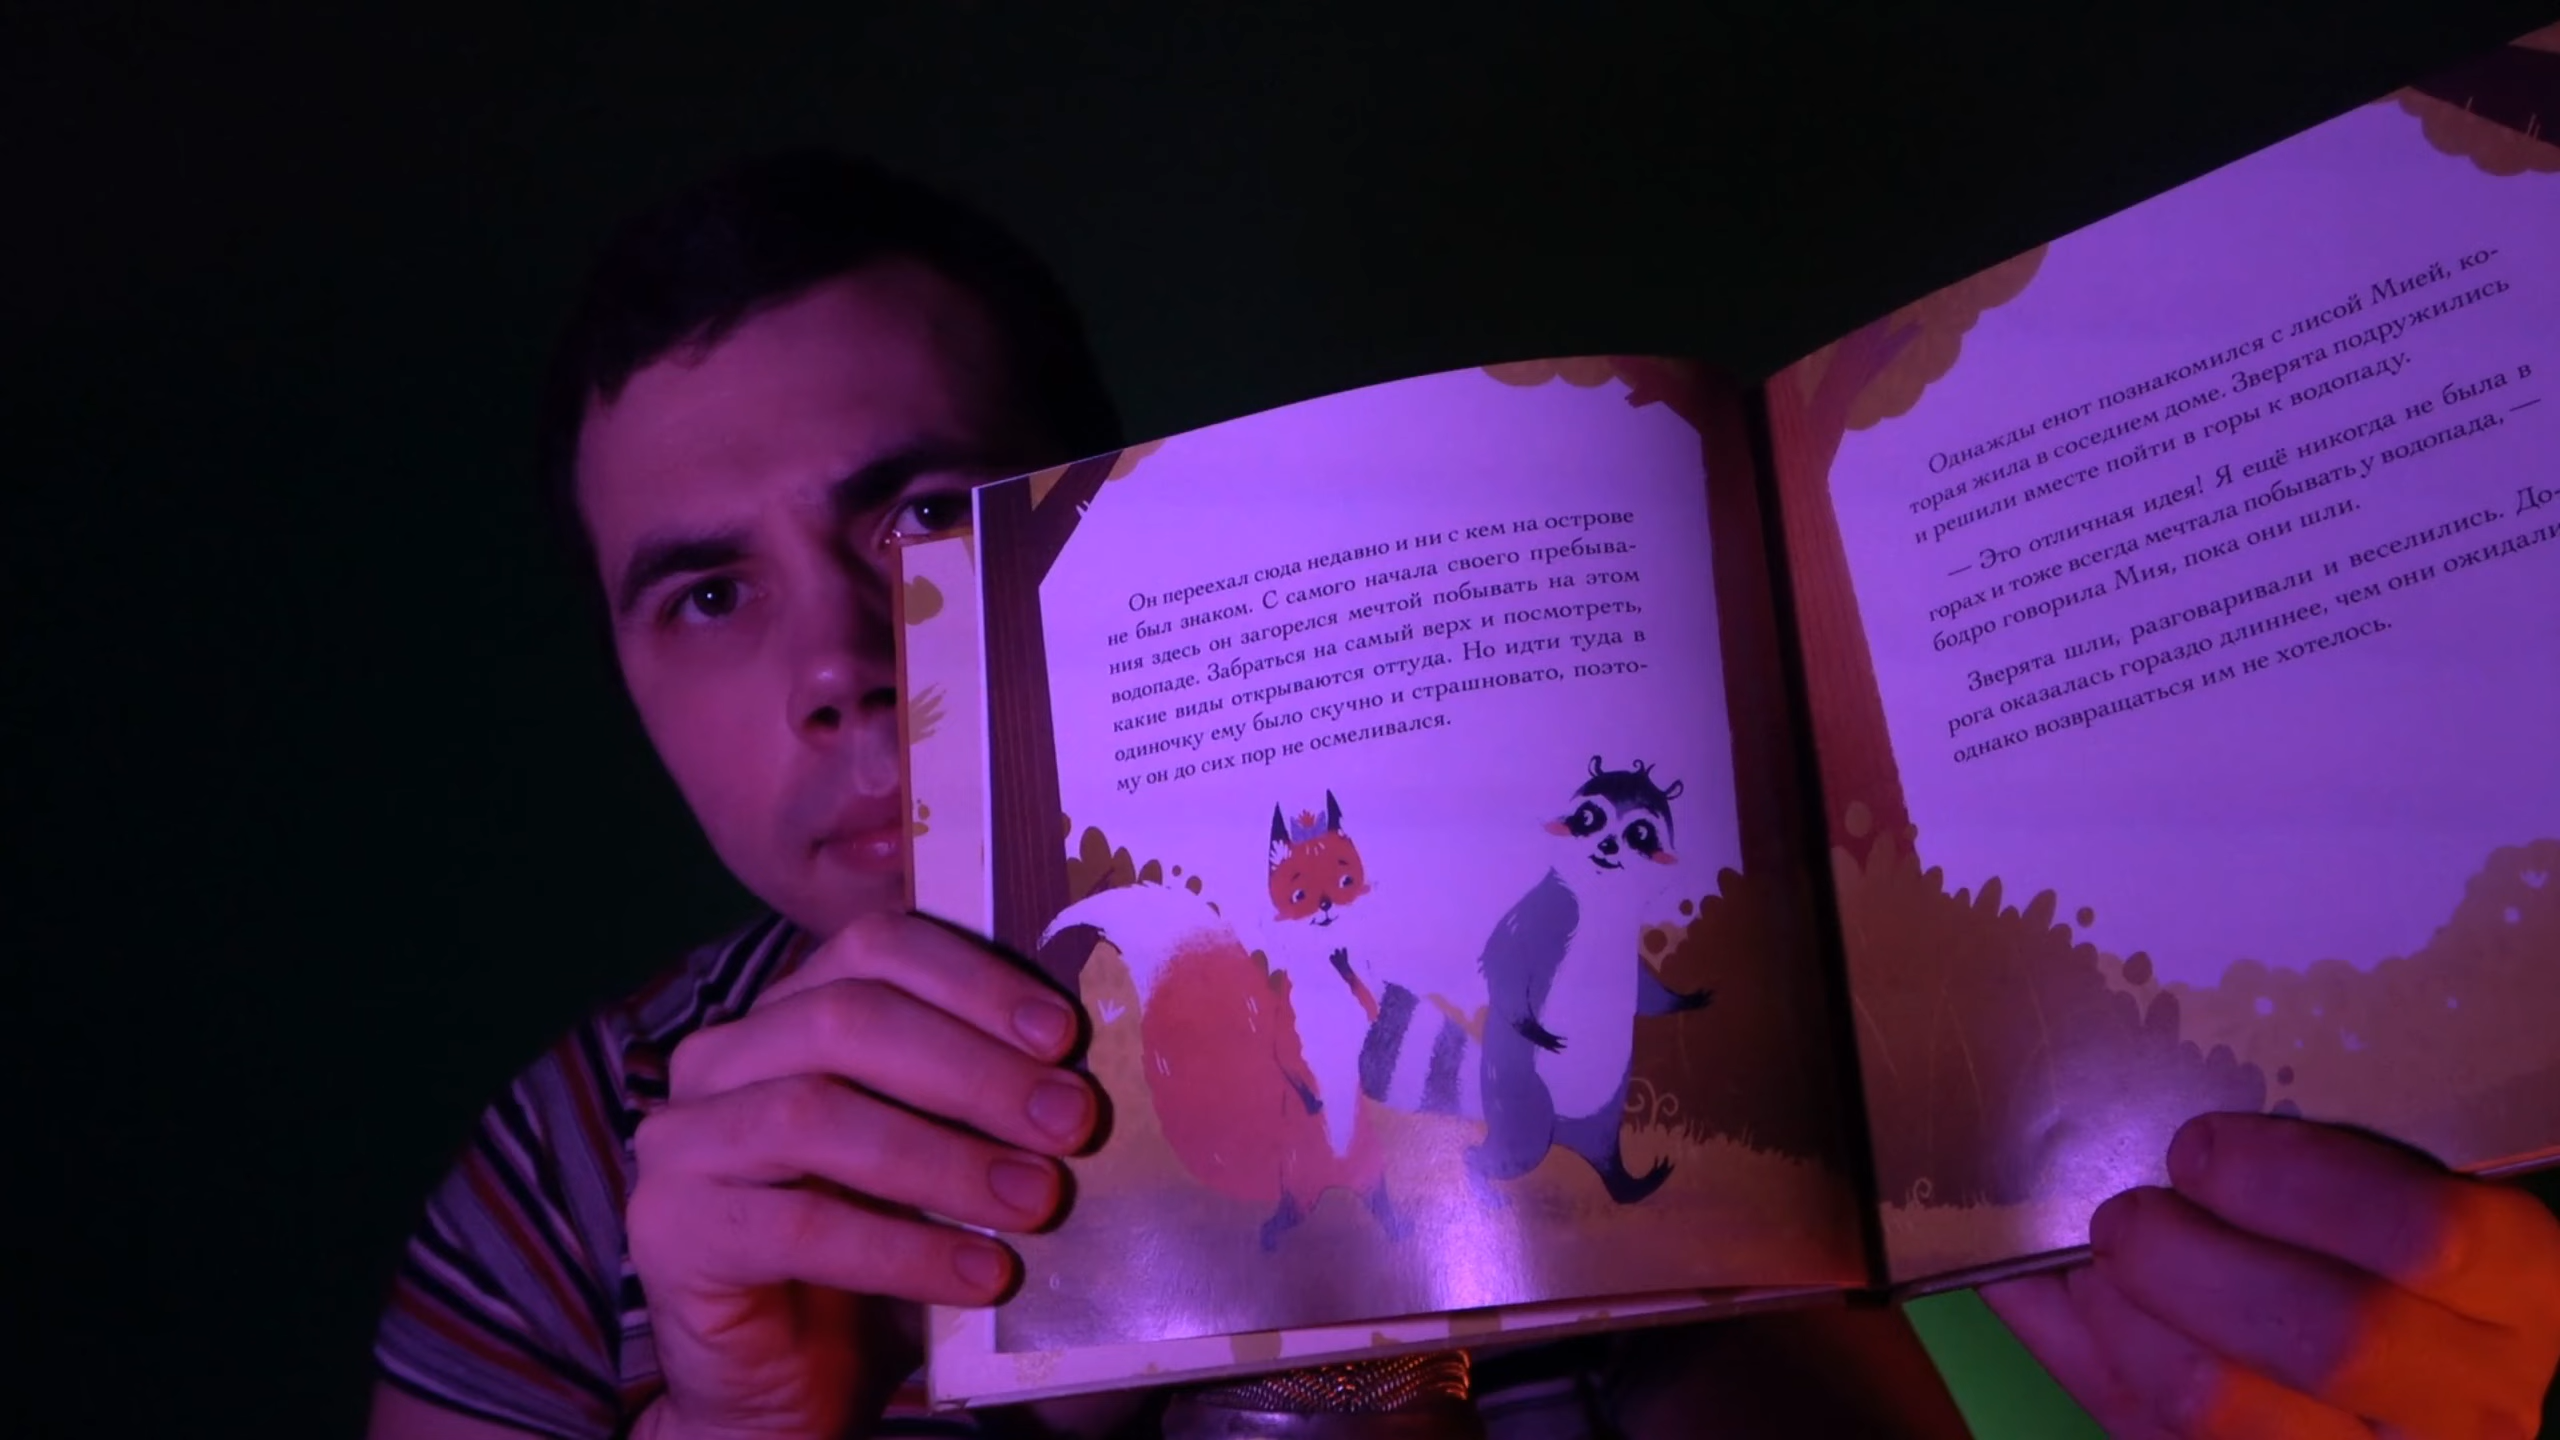 Он переехал сюда недавно и ни с кем на острове
не был знаком. С самого начала своего пребыва-
ния здесь он загорелся мечтой побывать на этом
водопаде. Забраться на самый верх и посмотреть,
какие виды открываются оттуда. Но идти туда в
одиночку ему было скучно и страшновато, поэто-
му он до сих пор не осмеливался.
6
Однажды енот познакомился с лисой Мией, ко-
торая жила в соседнем доме. Зверята подружились
и решили вместе пойти в горы к водопаду.
— Это отличная идея! Я ещё никогда не была в
горах и тоже всегда мечтала побывать у водопада, —
бодро говорила Мия, пока они шли.
Зверята шли, разговаривали и веселились. До-
рога оказалась гораздо длиннее, чем они ожидали
однако возвращаться им не хотелось.